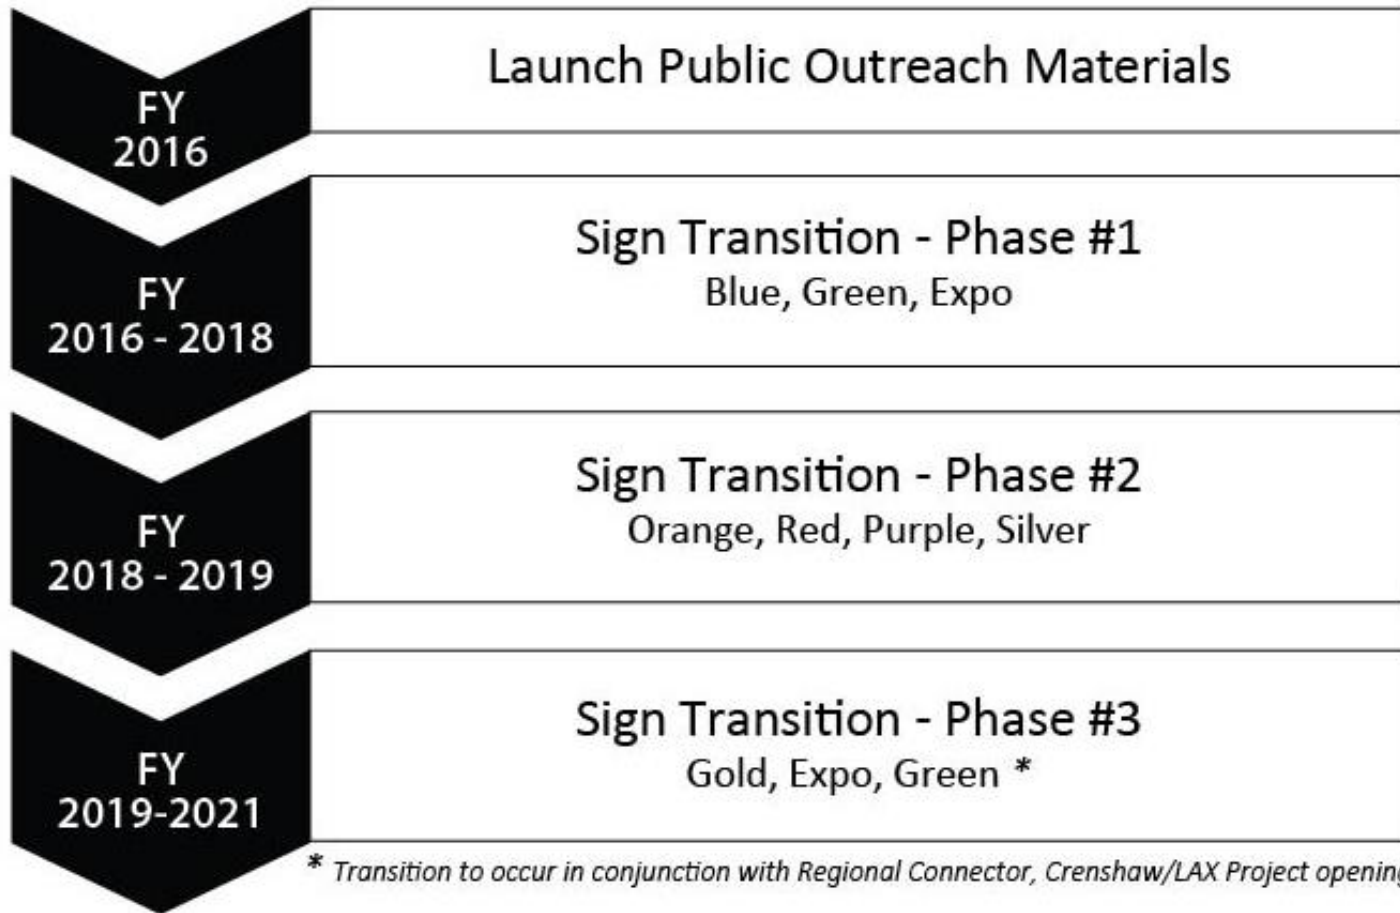 FY
2016
Launch Public Outreach Materials
FY
2016 - 2018
Sign Transition - Phase #1
Blue, Green, Expo
FY
2018 - 2019
Sign Transition - Phase #2
Orange, Red, Purple, Silver
FY
2019-2021
Sign Transition - Phase #3
Gold, Expo, Green *
* Transition to occur in conjunction with Regional Connector, Crenshaw/LAX Project opening